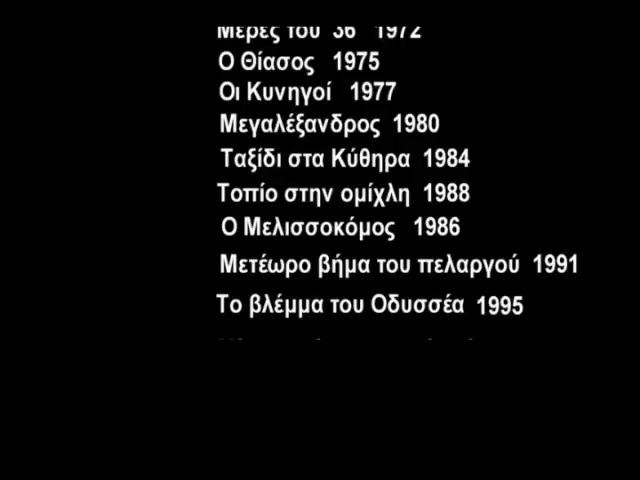 Μέρες του 36 1972
Ο Θίασος 1975
Οι Κυνηγοί 1977
Μεγαλέξανδρος 1980
Ταξίδι στα Κύθηρα 1984
Τοπίο στην ομίχλη 1988
Ο Μελισσοκόμος 1986
Μετέωρο βήμα του πελαργού 1991
Το βλέμμα του Οδυσσέα 1995